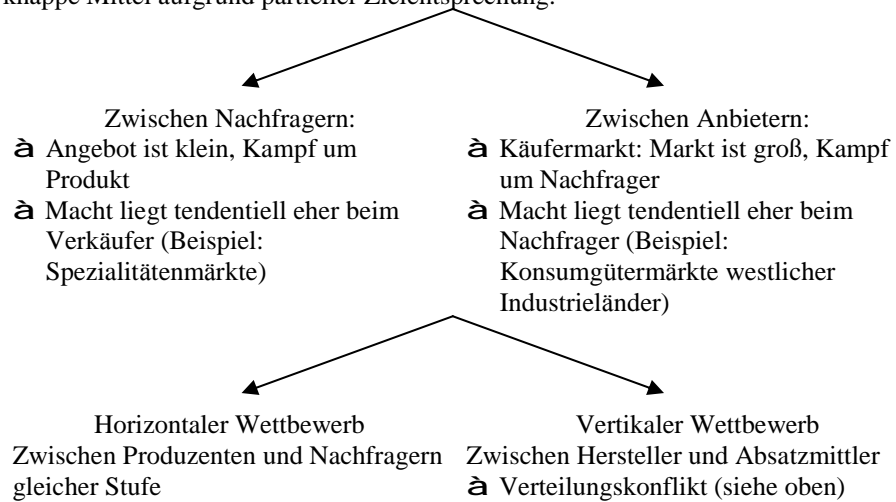 knappe Mittel aufgrund partieller Zielentsprechung:
Zwischen Nachfragern:
à Angebot ist klein, Kampf um
Produkt
à Macht liegt tendentiell eher beim
Verkäufer (Beispiel:
Spezialitätenmärkte)
Zwischen Anbietern:
à Käufermarkt: Markt ist groß, Kampf
um Nachfrager
à Macht liegt tendentiell eher beim
Nachfrager (Beispiel:
Konsumgütermärkte westlicher
Industrieländer)
Horizontaler Wettbewerb
Zwischen Produzenten und Nachfragern
gleicher Stufe
Vertikaler Wettbewerb
Zwischen Hersteller und Absatzmittler
à Verteilungskonflikt (siehe oben)